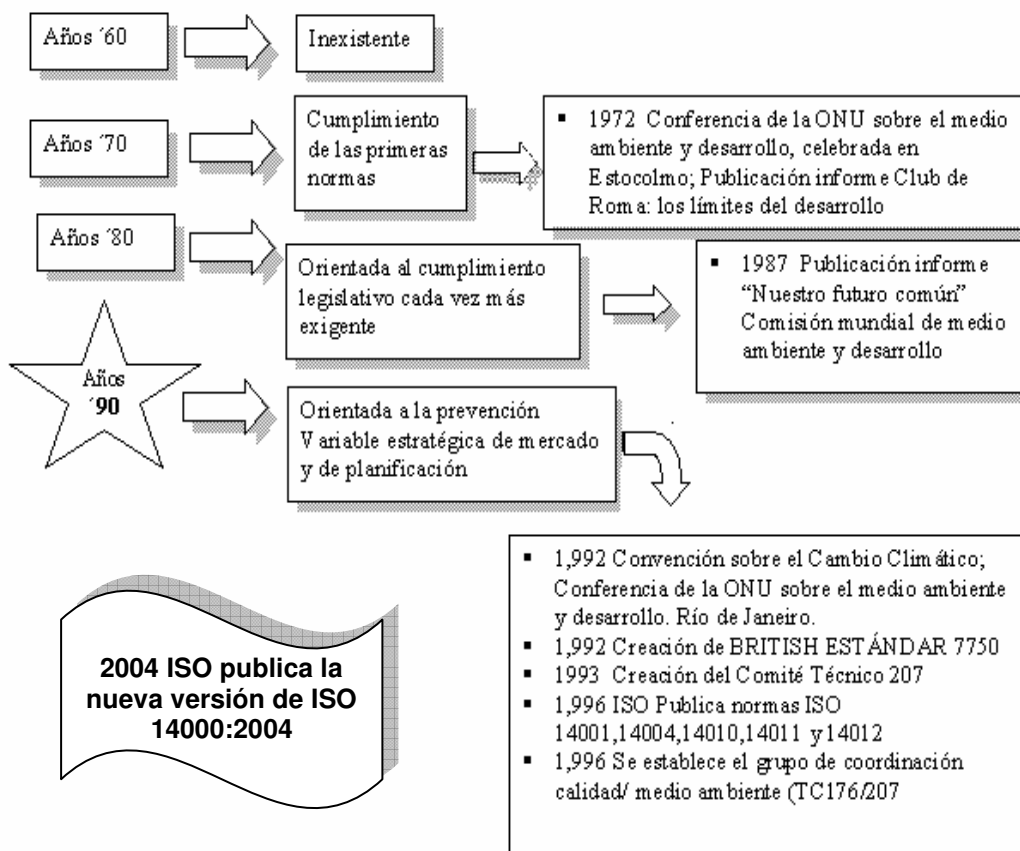 Años ´60
Inexistente
Años ´70
Cumplimiento
de las primeras
normas
▪ 1972 Conferencia de la ONU sobre el medio
ambiente y desarrollo, celebrada en
Estocolmo; Publicación informe Club de
Roma: los límites del desarrollo
Años ´80
Orientada al cumplimiento
legislativo cada vez más
exigente
▪ 1987 Publicación informe
“Nuestro futuro común”
Comisión mundial de medio
ambiente y desarrollo
Años
´90
Orientada a la prevención
Variable estratégica de mercado
y de planificación
▪ 1,992 Convención sobre el Cambio Climático;
Conferencia de la ONU sobre el medio ambiente
y desarrollo. Río de Janeiro.
▪ 1,992 Creación de BRITISH ESTÁNDAR 7750
▪ 1993 Creación del Comité Técnico 207
▪ 1,996 ISO Publica normas ISO
14001,14004,14010,14011 y 14012
▪ 1,996 Se establece el grupo de coordinación
calidad/ medio ambiente (TC176/207
2004 ISO publica la
nueva versión de ISO
14000:2004